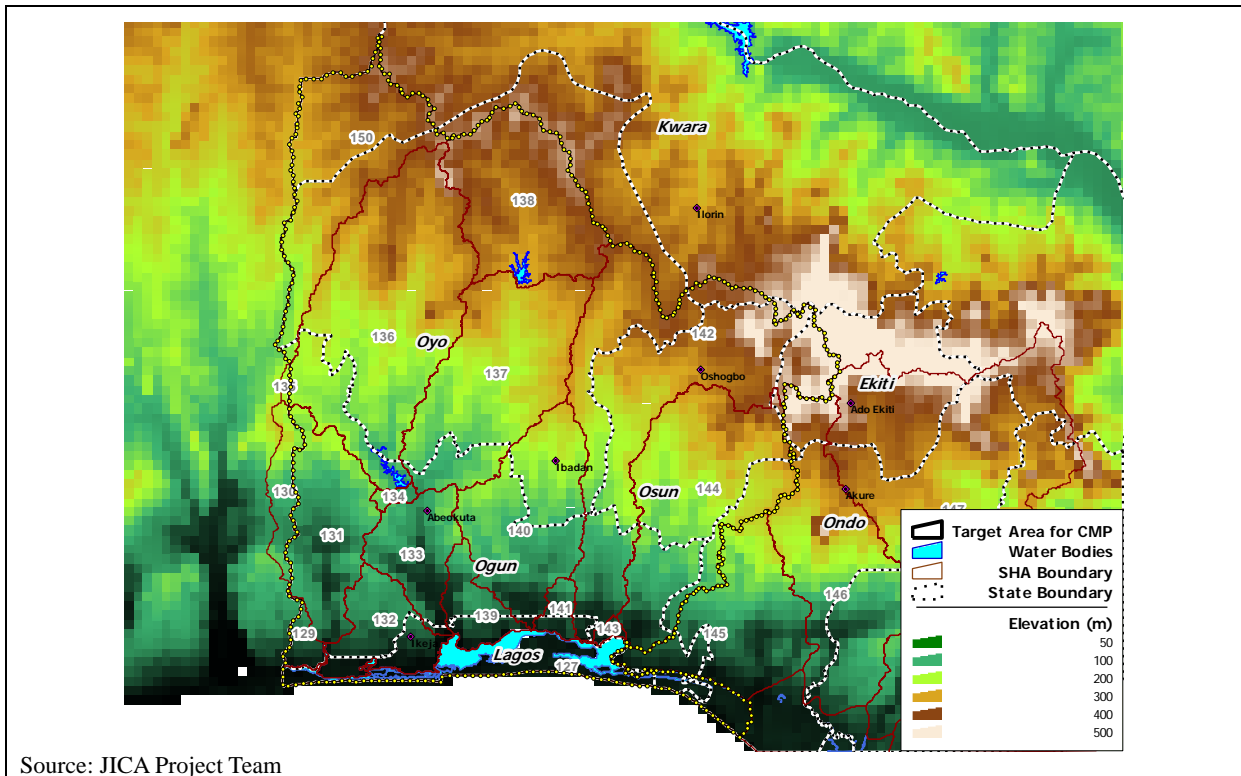 Kwara
150
138
Ilorin
136
Oyo
142
137
Oshogbo
Ekiti
135
Ado Ekiti
Ibadan
130
134
Osun
144
Akure
147
Abeokuta
131
133
140
Ondo
Ogun
146
132
139
141
129
143
145
Ikeja
Lagos
127
Target Area for CMP
Water Bodies
SHA Boundary
State Boundary
Elevation (m)
50
100
200
300
400
500
Source: JICA Project Team